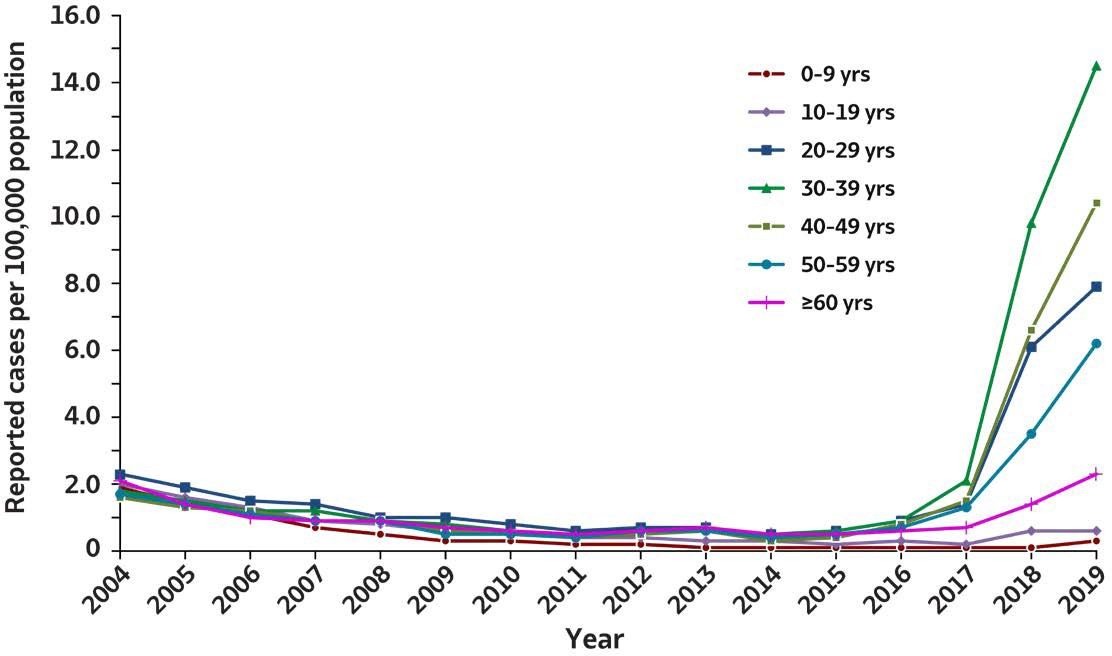 Reported cases per 100,000 population
16.0
14.0
12.0
10.0
8.0
6.0
4.0
2.0
0
0–9 yrs
10–19 yrs
20–29 yrs
30–39 yrs
40–49 yrs
50–59 yrs
≥60 yrs
2004 2005 2006 2007 2008 2009 2010 2011 2012 2013 2014 2015 2016 2017 2018 2019
Year